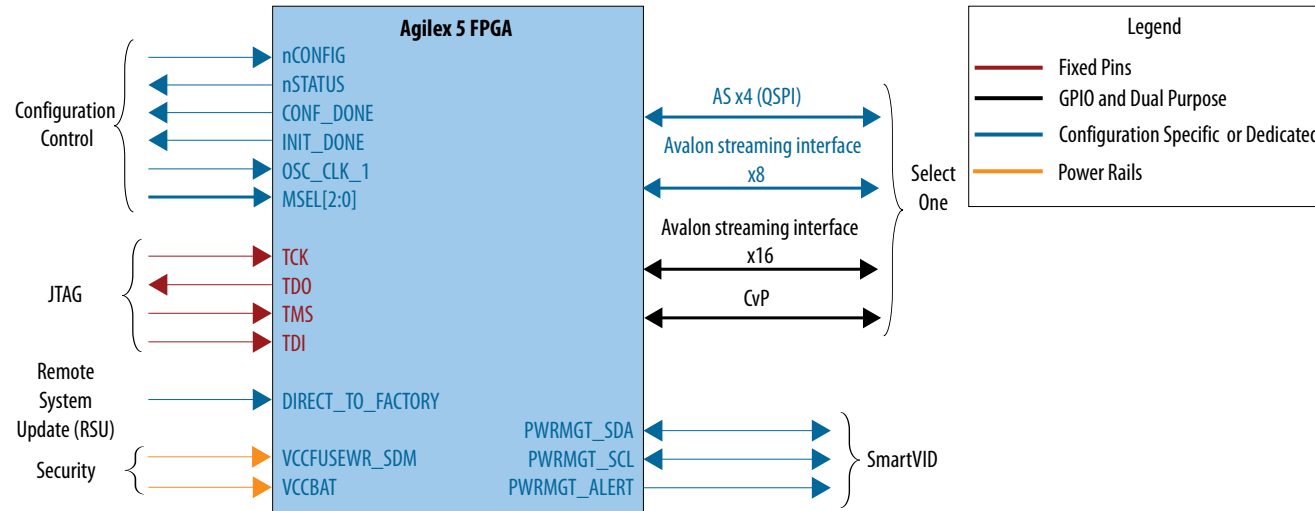 Agilex 5 FPGA
Configuration
Control
nCONFIG
nSTATUS
CONF_DONE
INIT_DONE
OSC_CLK_1
MSEL[2:0]
JTAG
TCK
TDO
TMS
TDI
Remote
System
Update (RSU)
DIRECT_TO_FACTORY
Security
VCCFUSEWR_SDM
VCCBAT
AS x4 (QSPI)
Avalon streaming interface
x8
Avalon streaming interface
x16
CvP
Select
One
PWRMGT_SDA
PWRMGT_SCL
PWRMGT_ALERT
SmartVID
Legend
Fixed Pins
GPIO and Dual Purpose
Configuration Specific or Dedicated
Power Rails